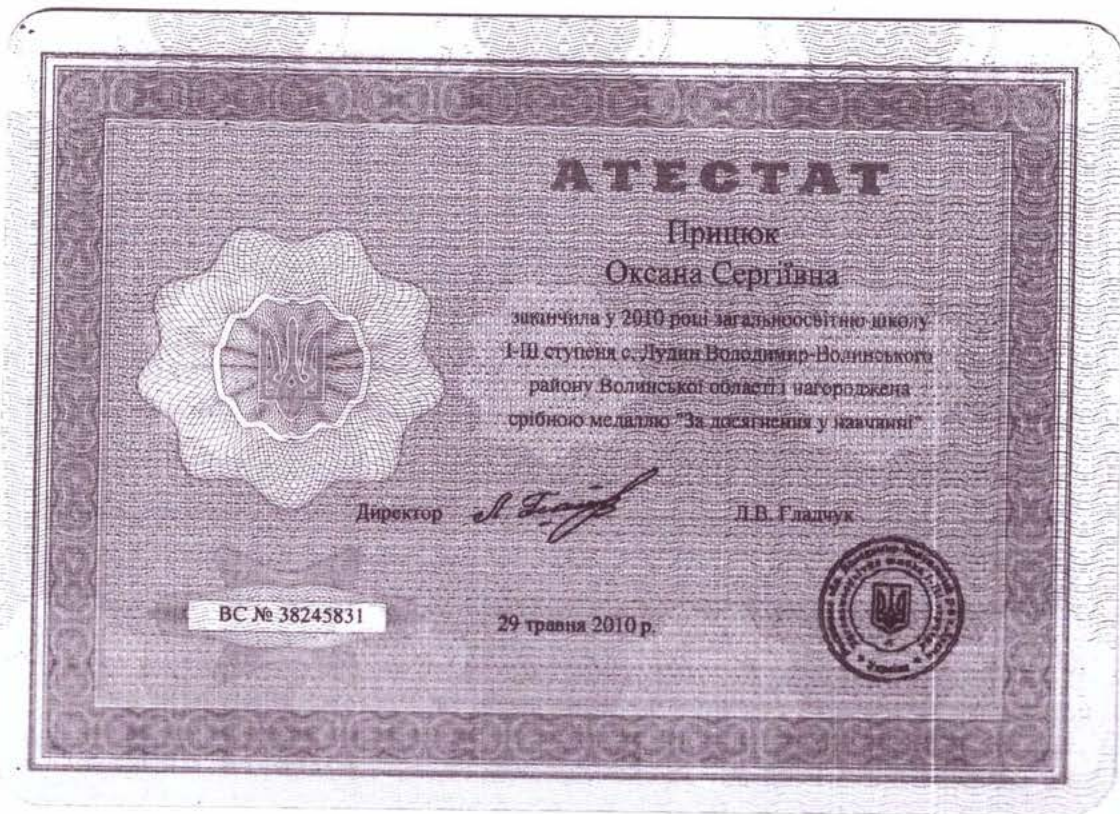 АТЕСТАТ
Прицюк
Оксана Сергіївна
закінчила у 2010 році загальноосвітню школу
І-ІІІ ступеня с. Лудин Володимир-Волинського
району Волинської області і нагороджена
срібною медаллю "За досягнення у навчанні"
Директор Л.В. Гладчук
ВС № 38245831
29 травня 2010 р.
Україна